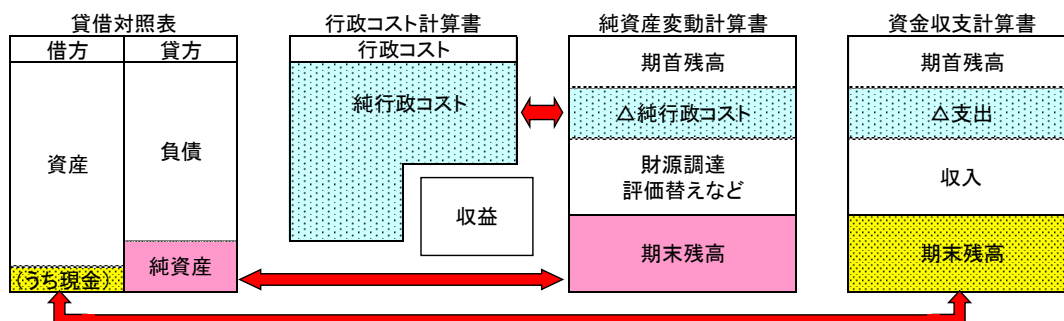 貸借対照表
借方
貸方
資産
負債
(うち現金)
純資産
行政コスト計算書
行政コスト
純行政コスト
収益
純資産変動計算書
期首残高
△純行政コスト
財源調達
評価替えなど
期末残高
資金収支計算書
期首残高
△支出
収入
期末残高